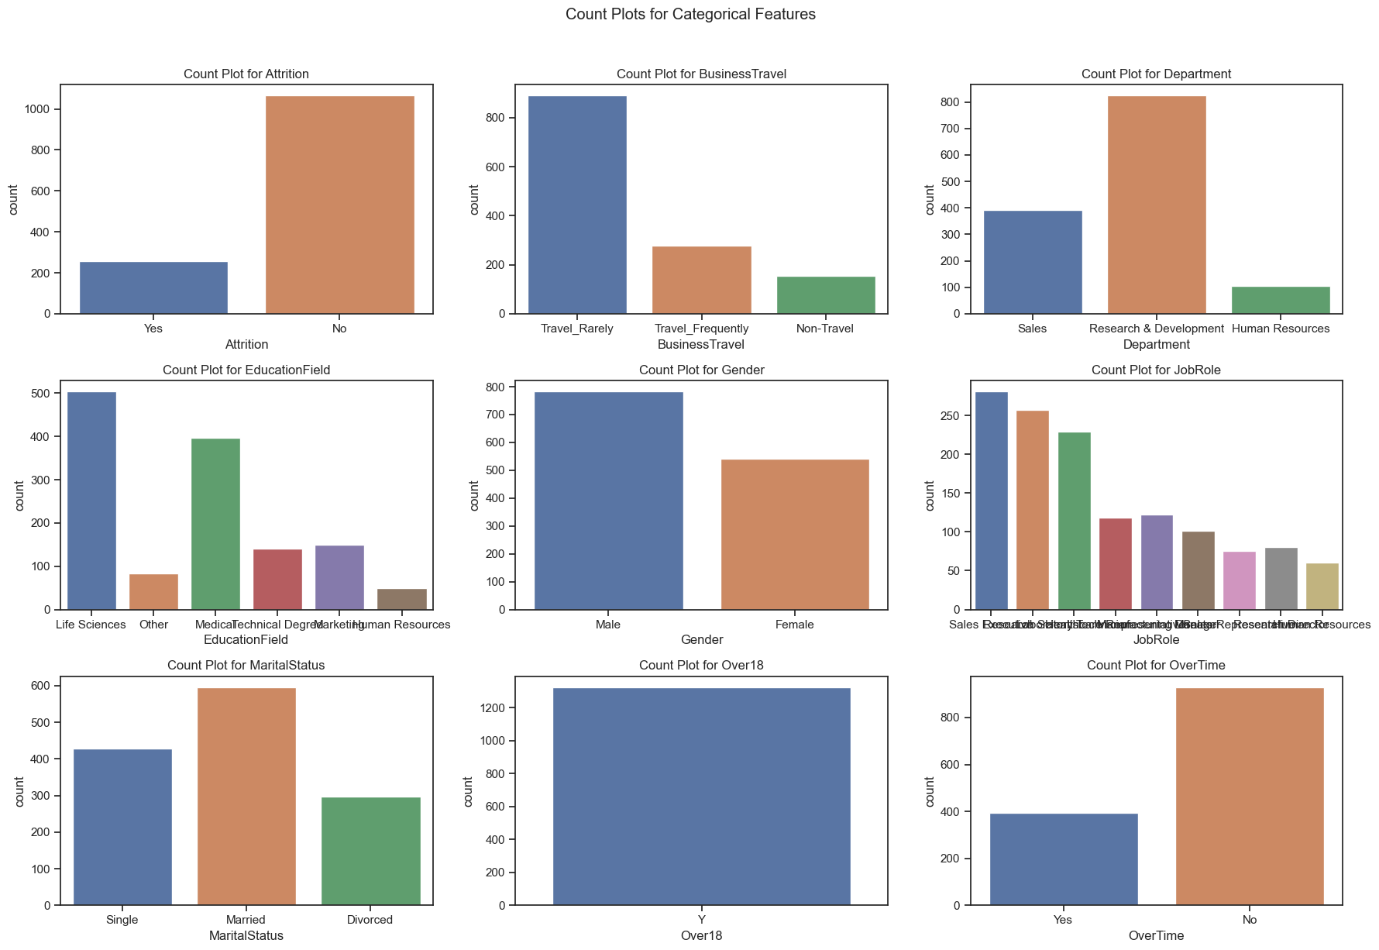 Count Plots for Categorical Features
Count Plot for Attrition
count
1000
800
600
400
200
0
Yes No
Attrition
Count Plot for BusinessTravel
count
800
600
400
200
0
Travel_Rarely Travel_Frequently Non-Travel
BusinessTravel
Count Plot for Department
count
800
700
600
500
400
300
200
100
0
Sales Research & Development Human Resources
Department
Count Plot for EducationField
count
500
400
300
200
100
0
Life Sciences Other Medical Technical Degree Marketing Human Resources
EducationField
Count Plot for Gender
count
800
700
600
500
400
300
200
100
0
Male Female
Gender
Count Plot for JobRole
count
250
200
150
100
50
0
Sales Human Resources
JobRole
Count Plot for MaritalStatus
count
600
500
400
300
200
100
0
Single Married Divorced
MaritalStatus
Count Plot for Over18
count
1200
1000
800
600
400
200
0
Y
Over18
Count Plot for OverTime
count
800
600
400
200
0
Yes No
OverTime